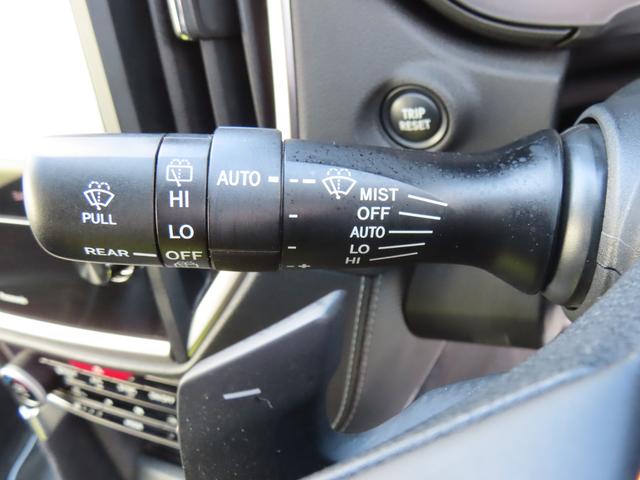 TRIP
RESET
PULL
REAR
HI
LO
OFF
AUTO
- +
MIST
OFF
AUTO
LO
HI